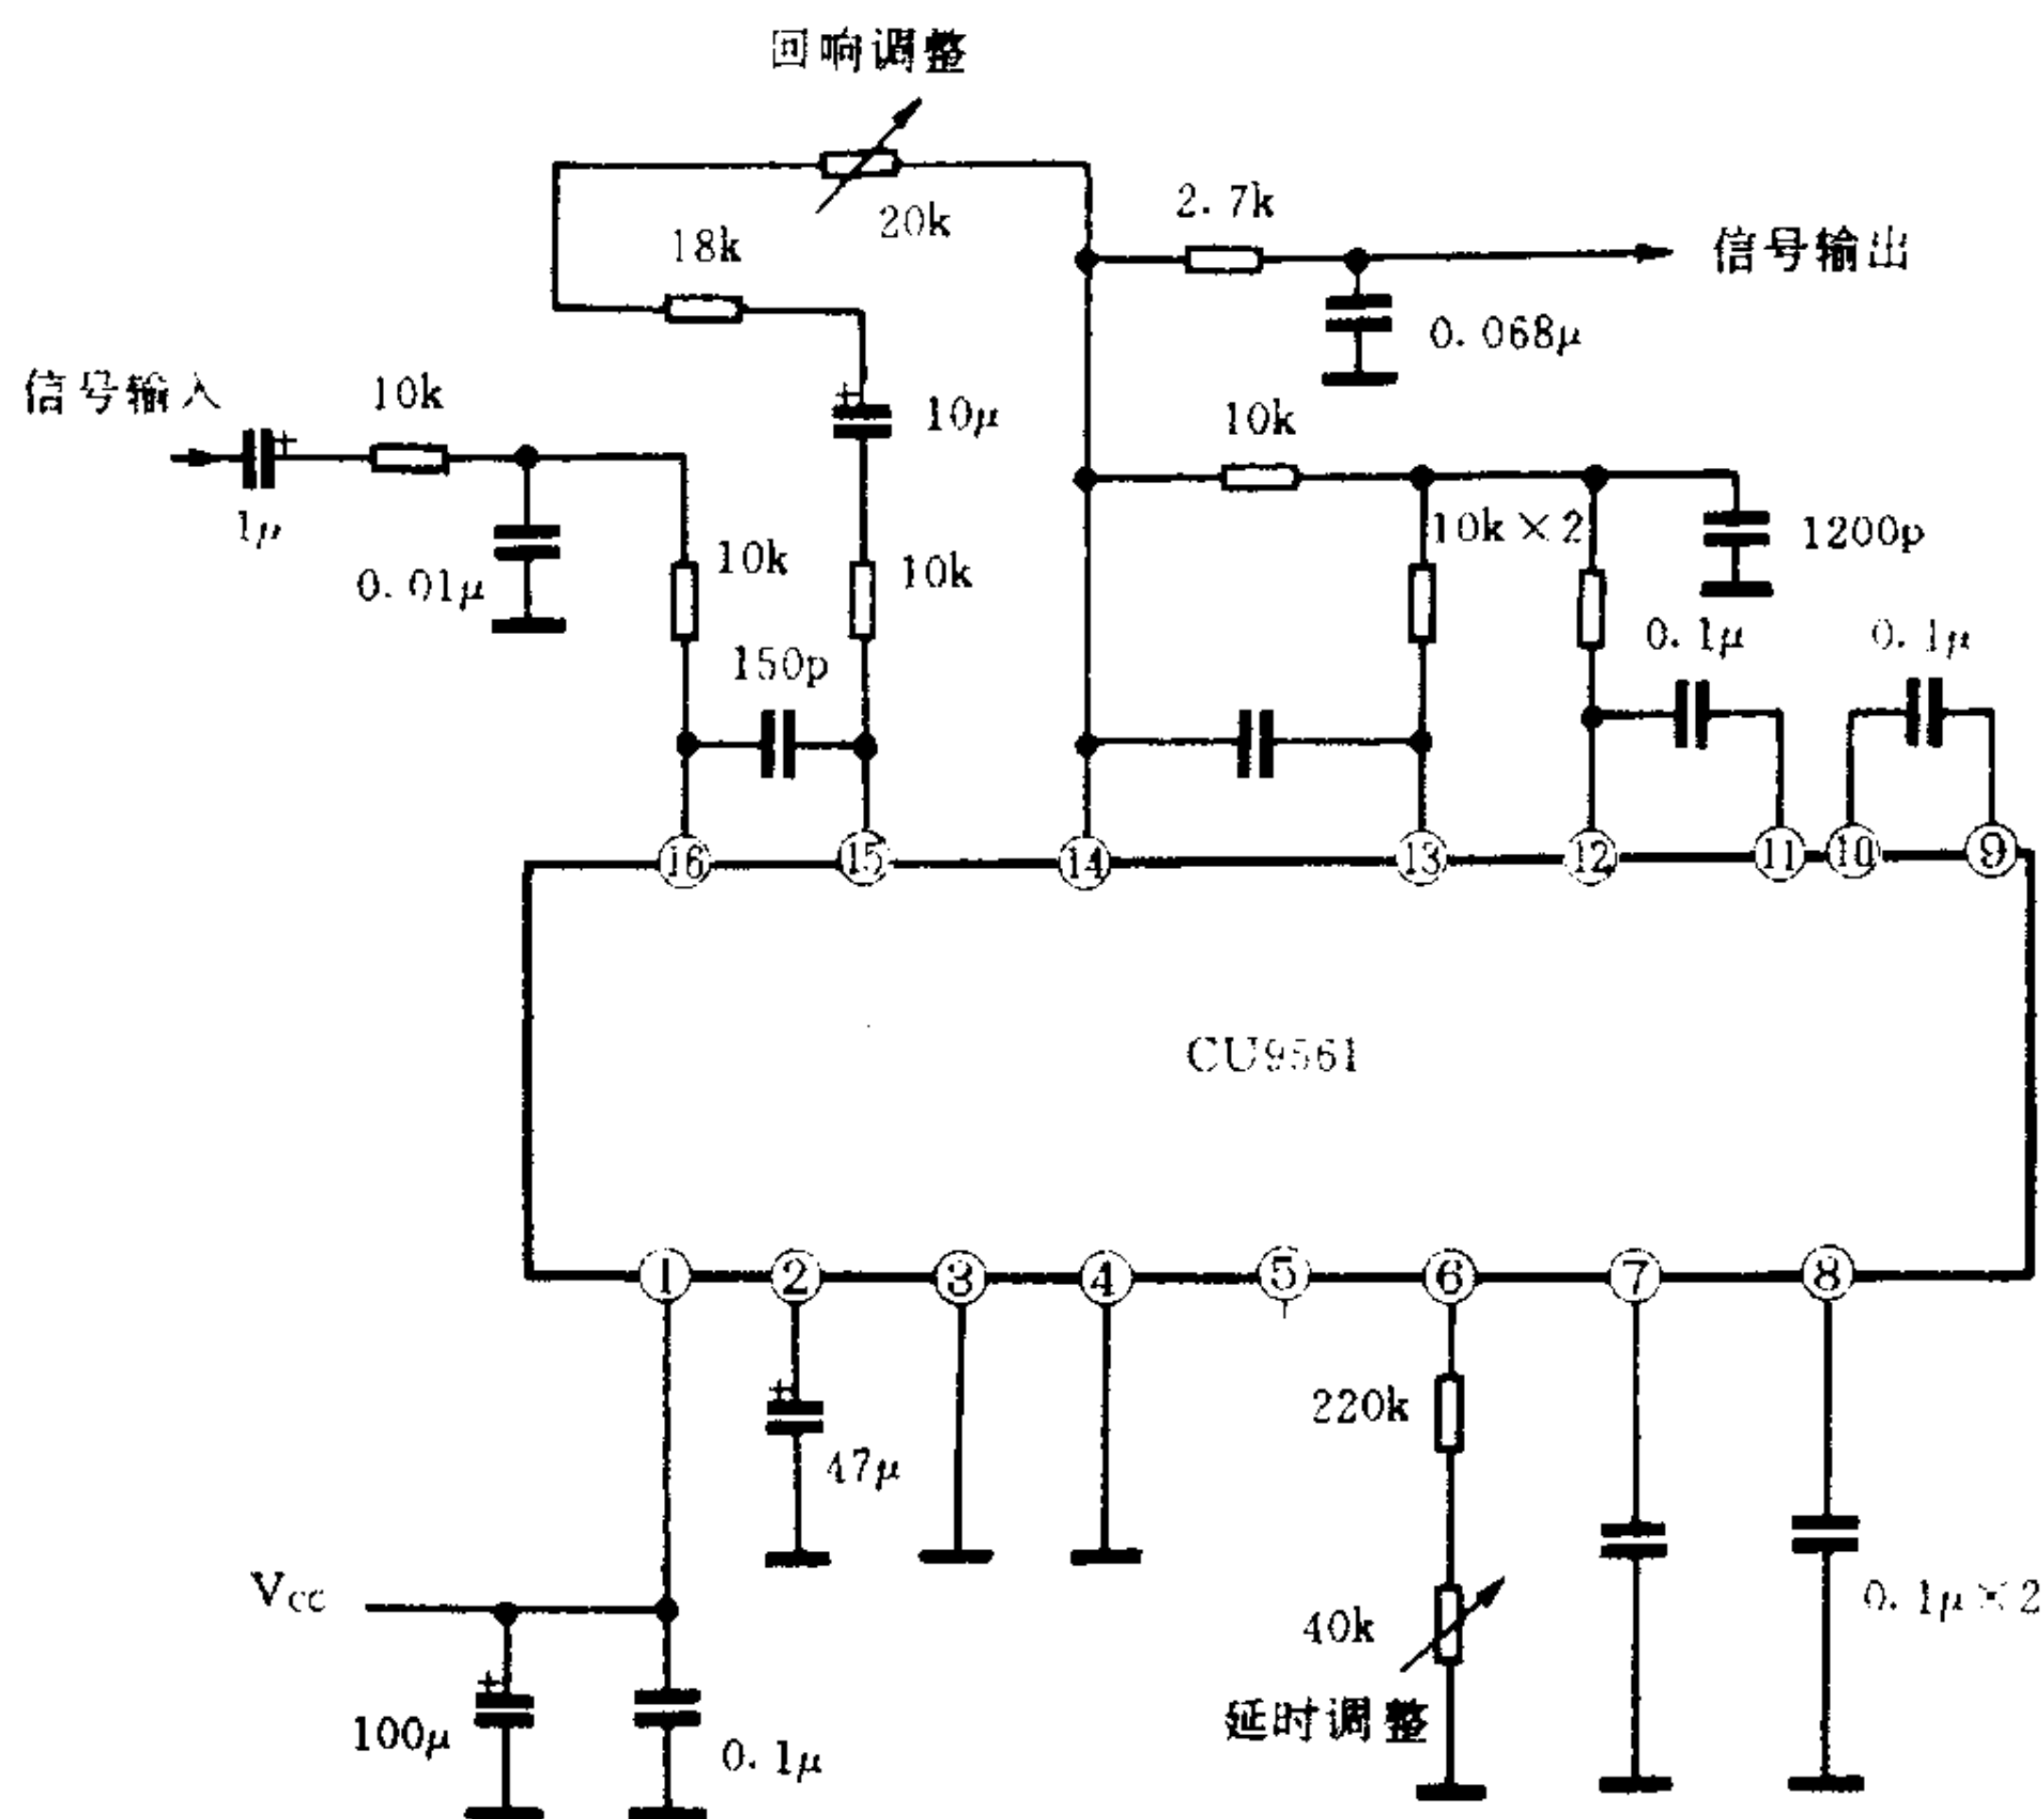 回响调整
20k
18k
2.7k
信号输出
0.068μ
信号输入
10k
1μ
0.01μ
10μ
10k
10k
10k
10k×2
1200p
150p
0.1μ
0.1μ
⑯ ⑮ ⑭ ⑬ ⑫ ⑪ ⑩ ⑨
CU9561
① ② ③ ④ ⑤ ⑥ ⑦ ⑧
220k
47μ
Vcc
40k
0.1μ×2
延时调整
100μ
0.1μ